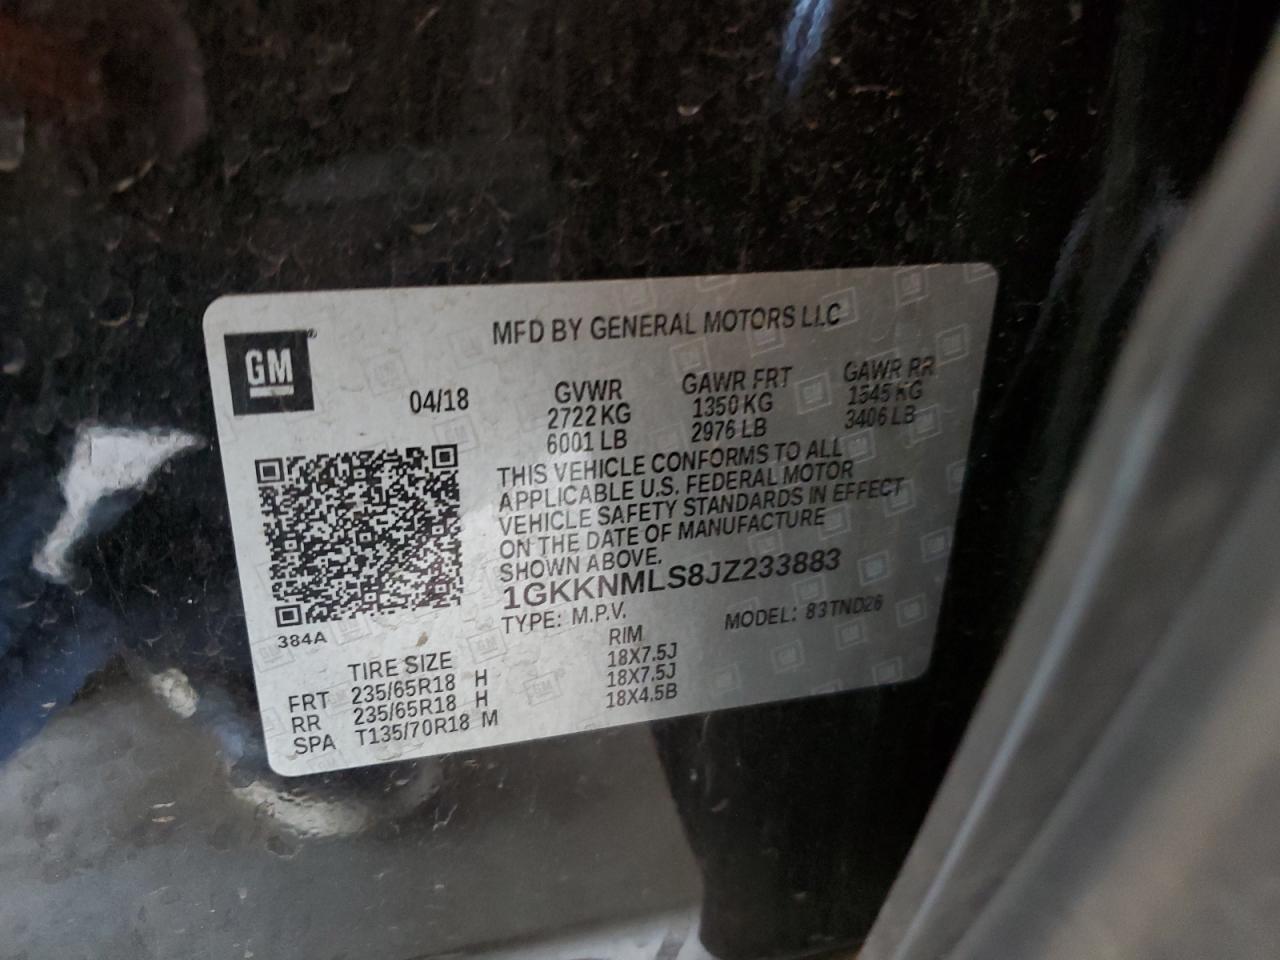 MFD BY GENERAL MOTORS LLC
GM
04/18
GVWR GAWR FRT GAWR RR
2722 KG 1350 KG 1545 KG
6001 LB 2976 LB 3406 LB
THIS VEHICLE CONFORMS TO ALL
APPLICABLE U.S. FEDERAL MOTOR
VEHICLE SAFETY STANDARDS IN EFFECT
ON THE DATE OF MANUFACTURE
SHOWN ABOVE.
1GKKNMLS8JZ233883
TYPE: M.P.V. MODEL: 83TND26
384A
TIRE SIZE RIM
FRT 235/65R18 H 18X7.5J
RR 235/65R18 H 18X7.5J
SPA T135/70R18 M 18X4.5B